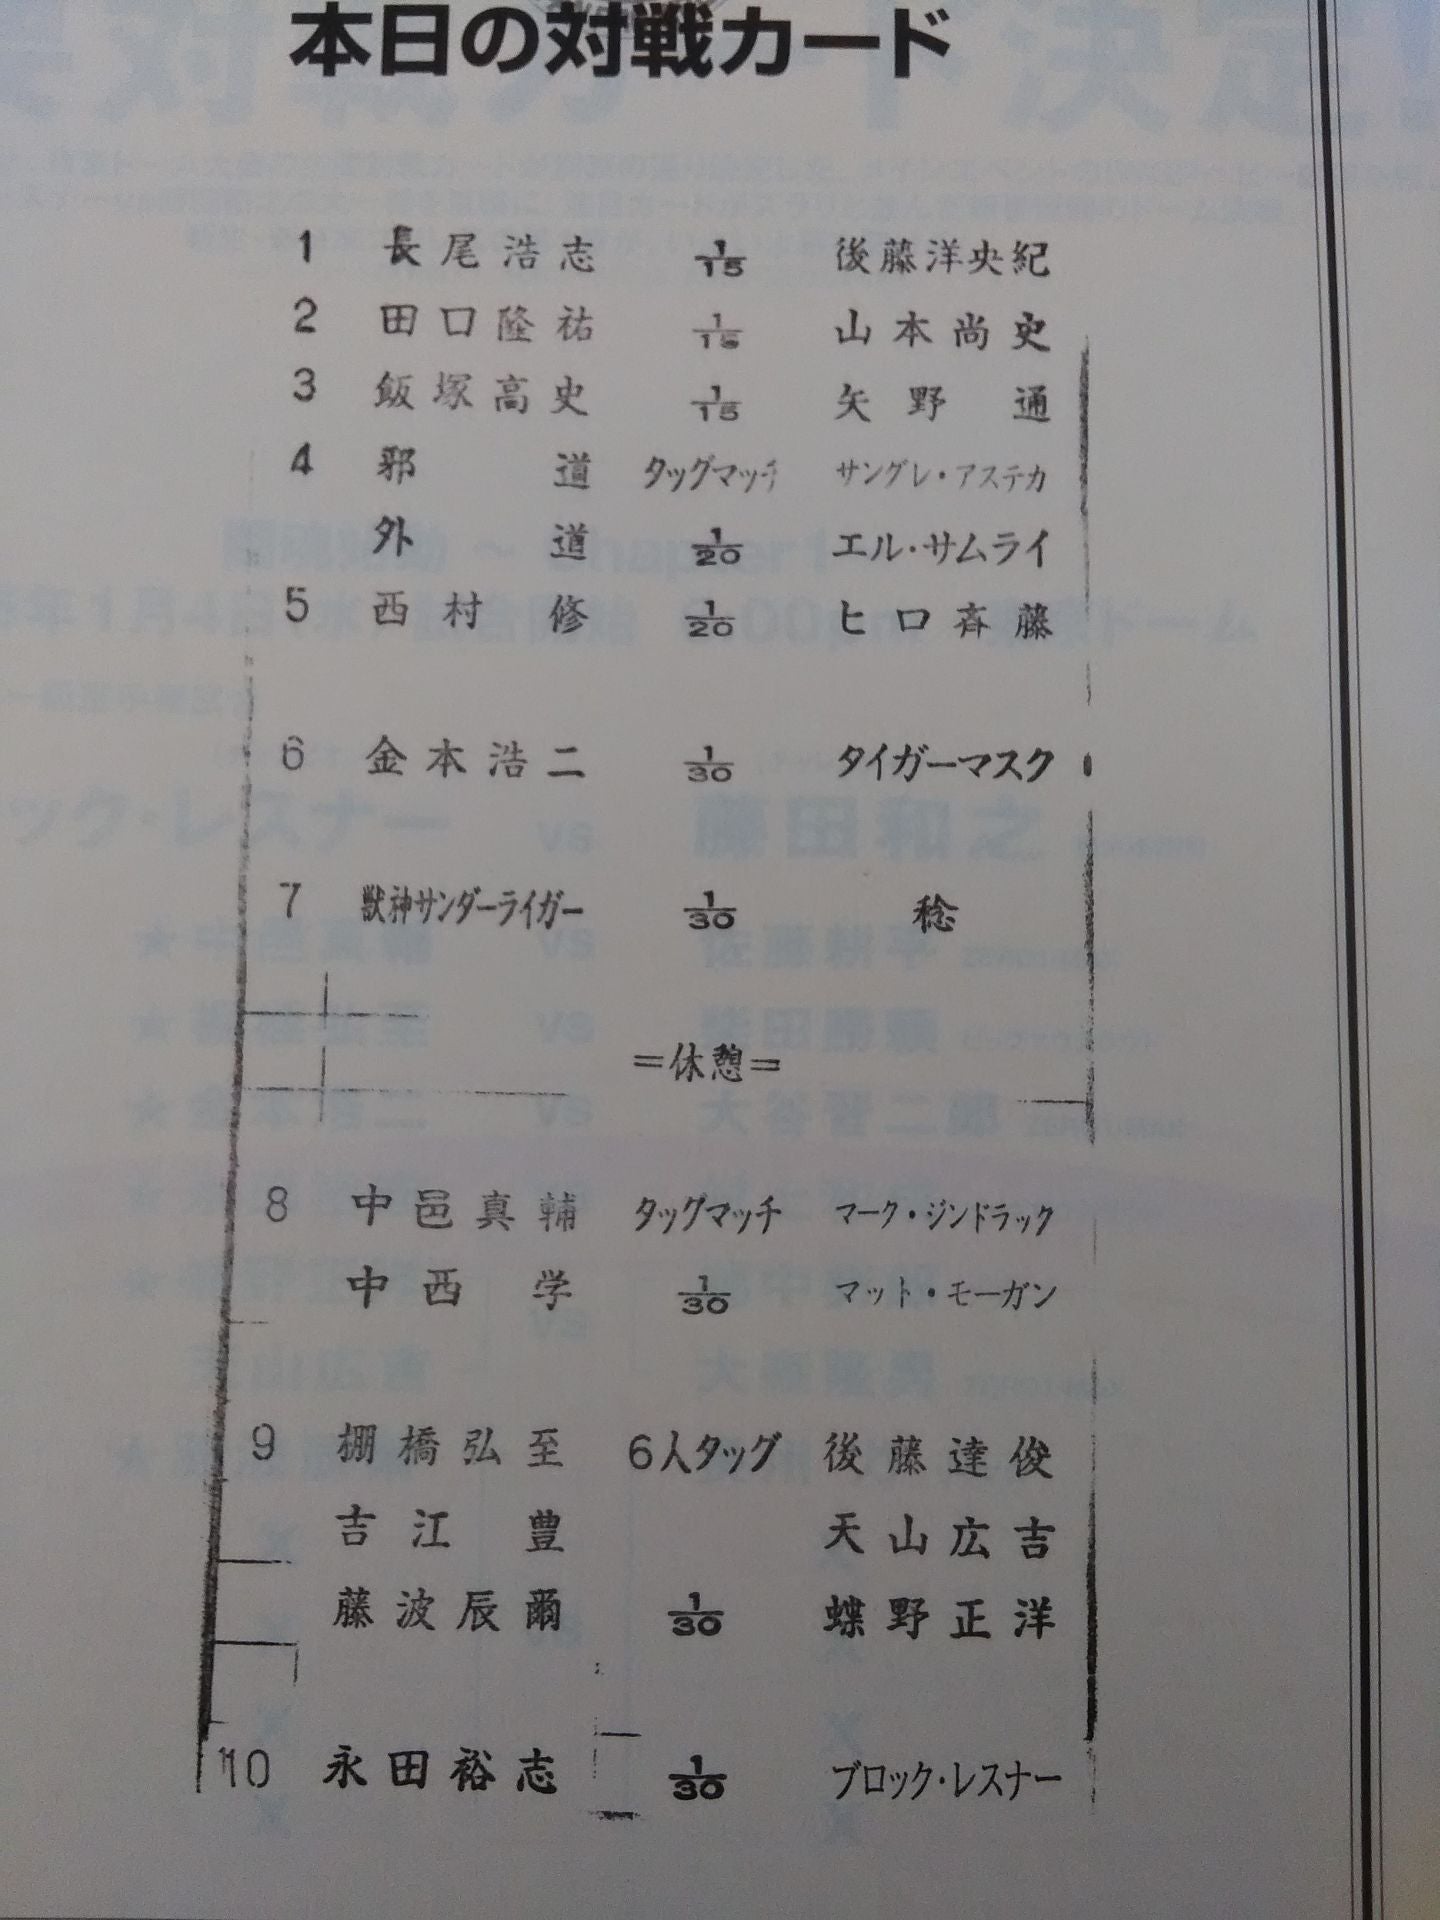 本日の対戦カード
1 長尾浩志 1/15 後藤洋央紀
2 田口隆祐 1/15 山本尚史
3 飯塚高史 1/15 矢野通
4 邪道 タッグマッチ サングレ・アステカ
外道 1/20 エル・サムライ
5 西村修 1/20 ヒロ斉藤
6 金本浩二 1/30 タイガーマスク
7 獣神サンダーライガー 1/30 稔
=休憩=
8 中邑真輔 タッグマッチ マーク・ジンドラック
中西学 1/30 マット・モーガン
9 棚橋弘至 6人タッグ 後藤達俊
吉江豊 天山広吉
藤波辰爾 1/30 蝶野正洋
10 永田裕志 1/30 ブロック・レスナー